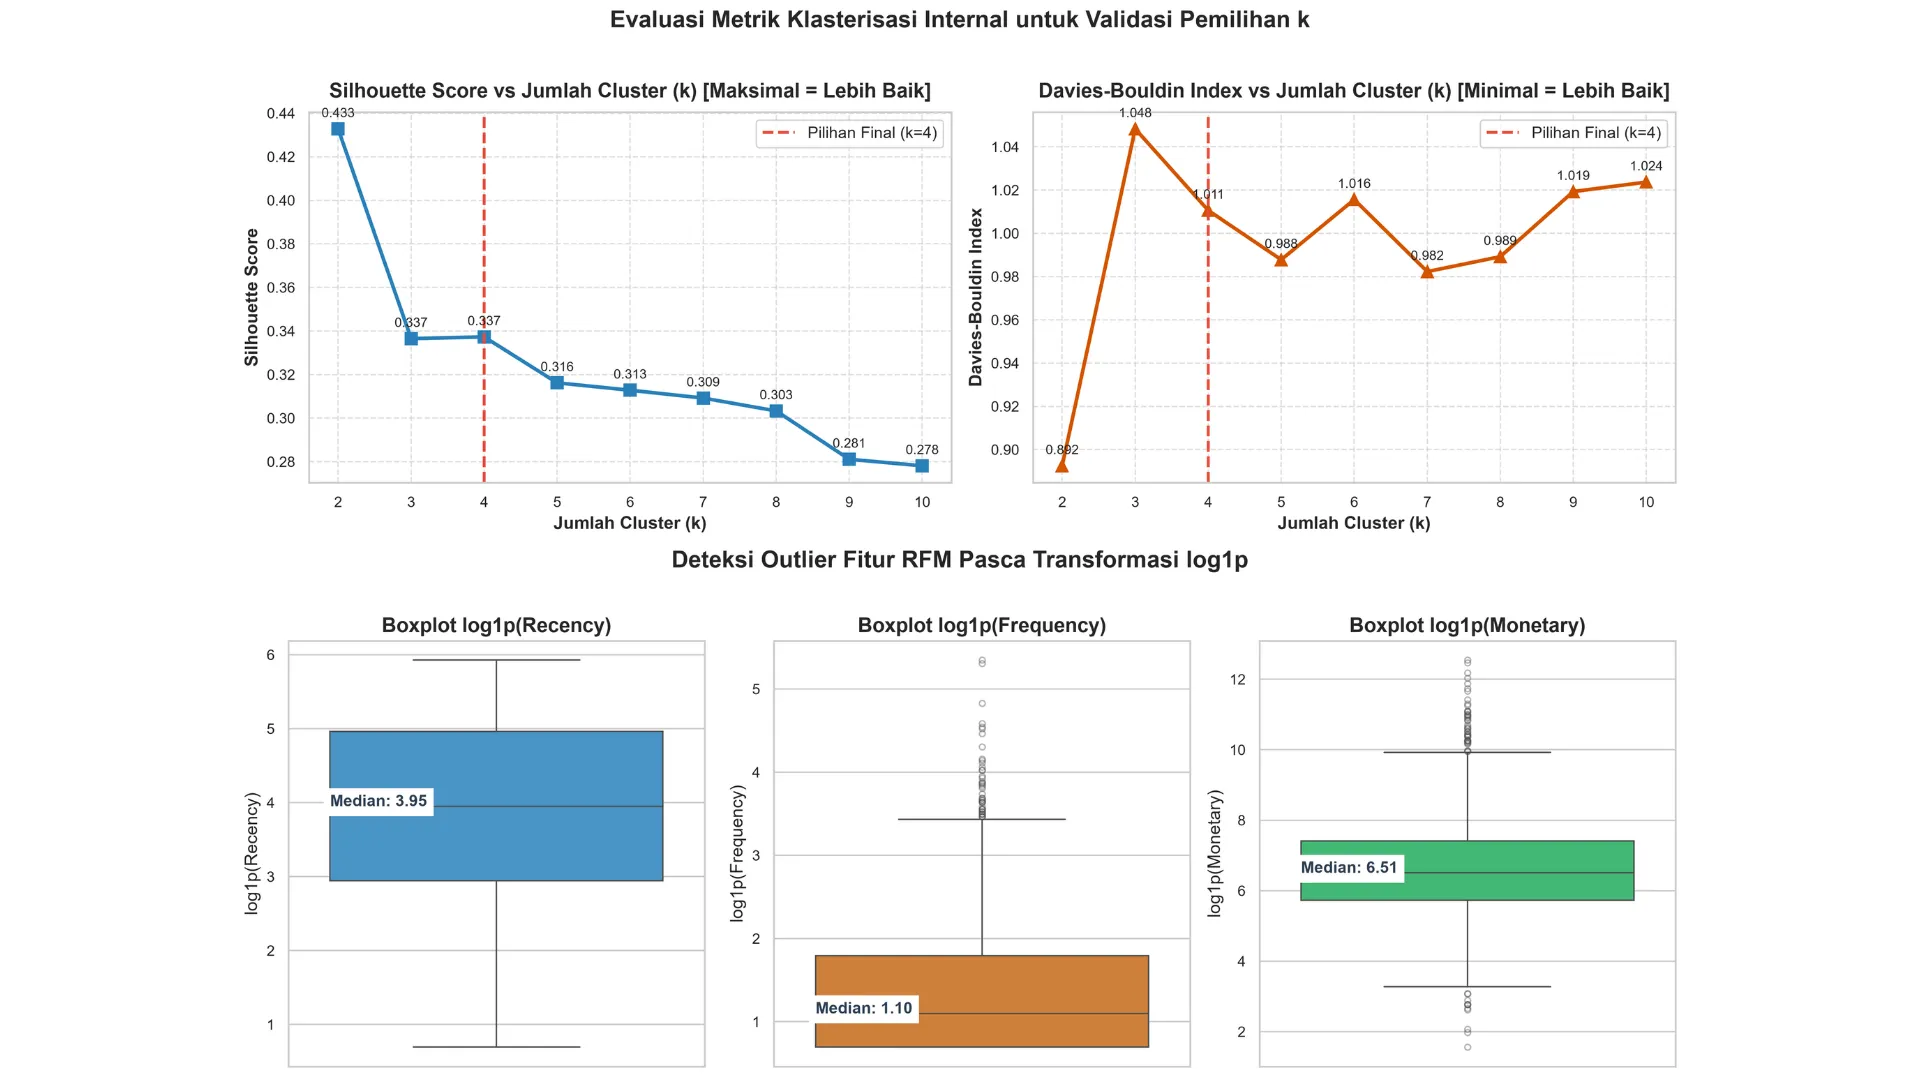 Evaluasi Metrik Klasterisasi Internal untuk Validasi Pemilihan k
Silhouette Score vs Jumlah Cluster (k) [Maksimal = Lebih Baik]
0.44
0.42
0.40
0.38
0.36
0.34
0.32
0.30
0.28
Silhouette Score
0.433
0.337
0.337
0.316
0.313
0.309
0.303
0.281
0.278
Pilihan Final (k=4)
2 3 4 5 6 7 8 9 10
Jumlah Cluster (k)
Davies-Bouldin Index vs Jumlah Cluster (k) [Minimal = Lebih Baik]
1.04
1.02
1.00
0.98
0.96
0.94
0.92
0.90
Davies-Bouldin Index
0.892
1.048
1.011
0.988
1.016
0.982
0.989
1.019
1.024
Pilihan Final (k=4)
2 3 4 5 6 7 8 9 10
Jumlah Cluster (k)
Deteksi Outlier Fitur RFM Pasca Transformasi log1p
Boxplot log1p(Recency)
6
5
4
3
2
1
log1p(Recency)
Median: 3.95
Boxplot log1p(Frequency)
5
4
3
2
1
log1p(Frequency)
Median: 1.10
Boxplot log1p(Monetary)
12
10
8
6
4
2
log1p(Monetary)
Median: 6.51